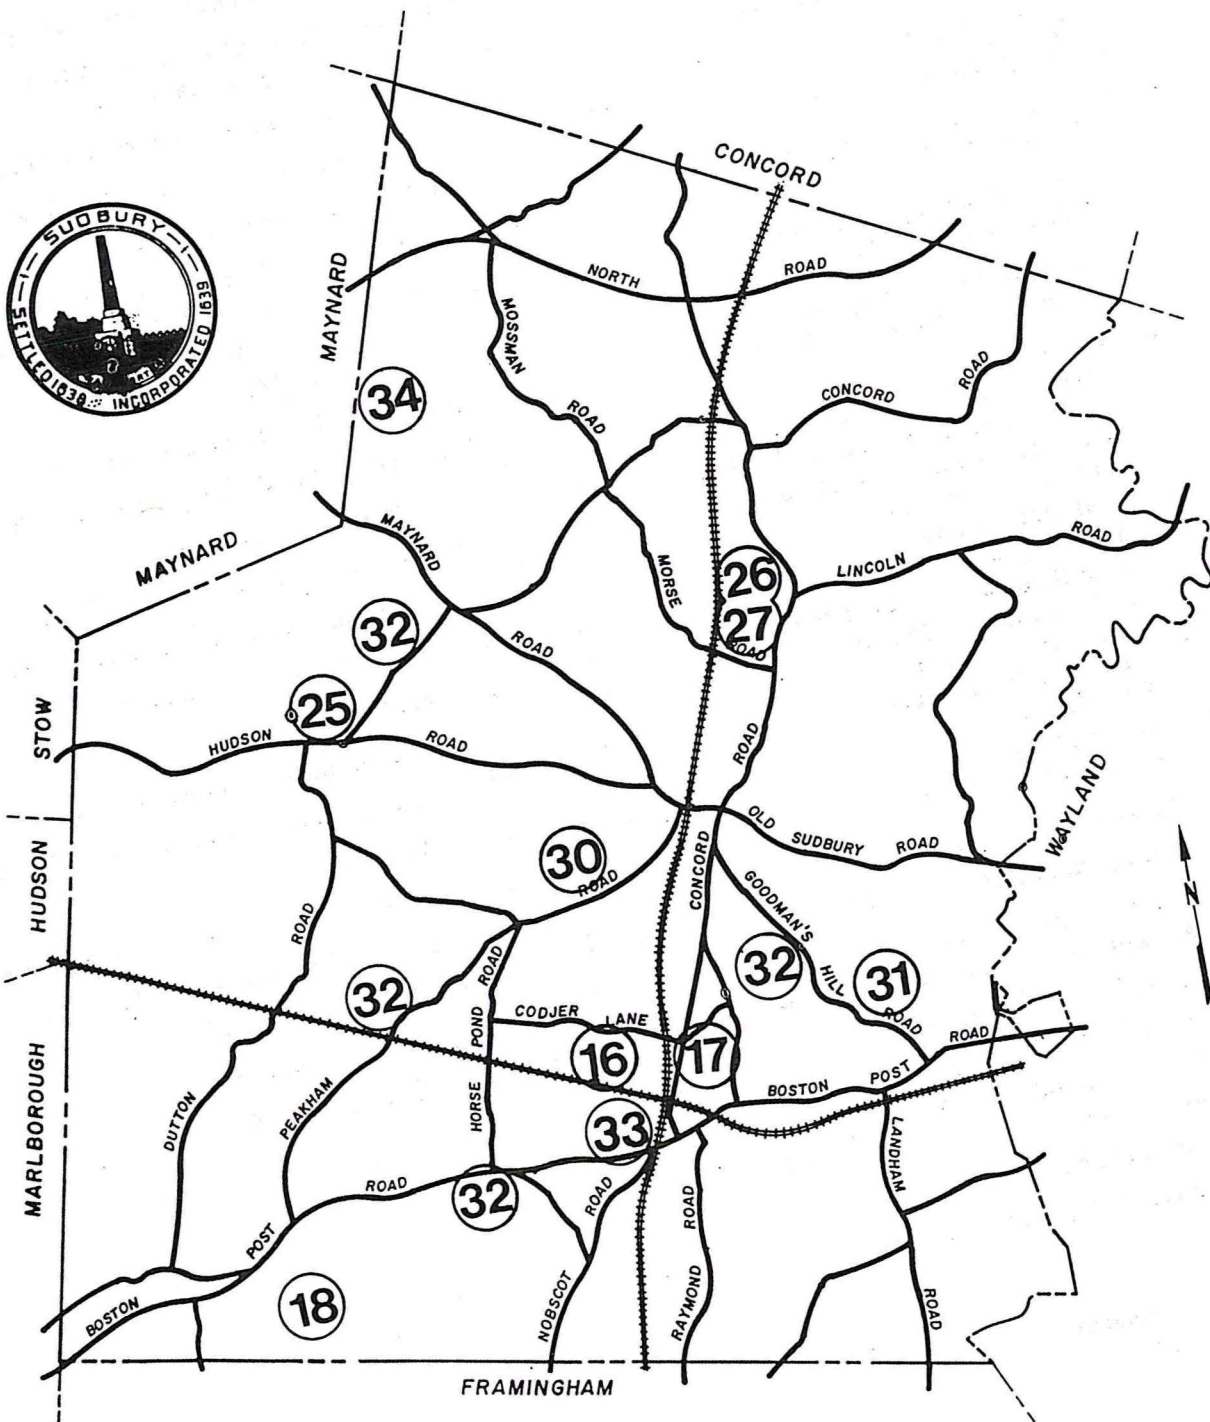 CONCORD
SUDBURY
SETTLED 1638
INCORPORATED 1639
MAYNARD
NORTH ROAD
MOSSMAN ROAD
CONCORD ROAD
34
MAYNARD
MAYNARD ROAD
LINCOLN ROAD
26
27
MORSE ROAD
32
25
STOW
HUDSON ROAD
ROAD
WAYLAND
OLD SUDBURY ROAD
HUDSON
30
ROAD
CONCORD
GOODMAN'S HILL ROAD
N
32
31
32
DUTTON ROAD
PEAKHAM
HORSE POND ROAD
CODJER LANE
16
17
BOSTON POST ROAD
MARLBOROUGH
33
32
LANDHAM ROAD
BOSTON POST ROAD
18
NOBSCOT ROAD
RAYMOND ROAD
FRAMINGHAM